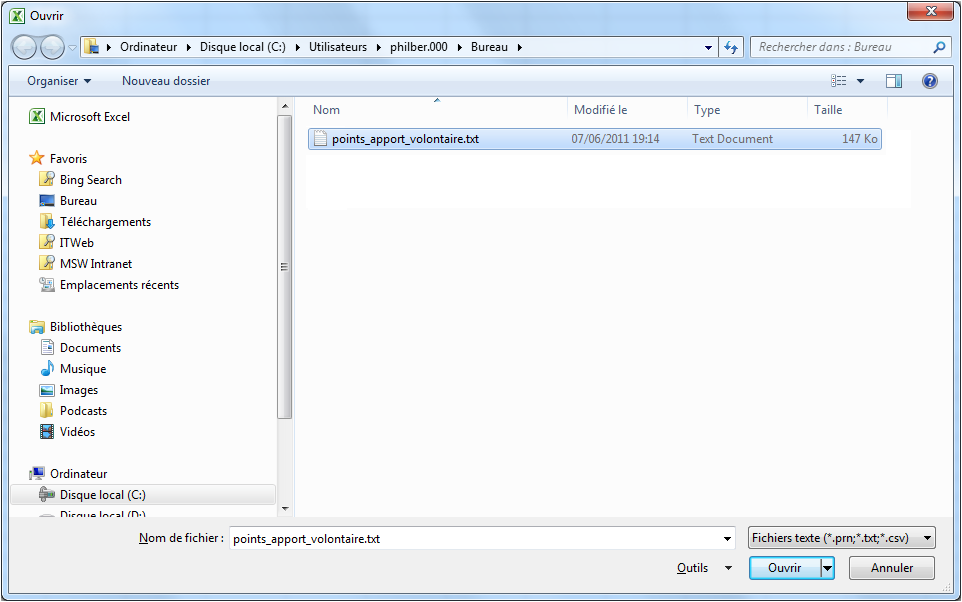 Ouvrir
Ordinateur Disque local (C:) Utilisateurs philber.000 Bureau
Rechercher dans : Bureau
Organiser Nouveau dossier
Microsoft Excel
Favoris
Bing Search
Bureau
Téléchargements
ITWeb
MSW Intranet
Emplacements récents
Bibliothèques
Documents
Musique
Images
Podcasts
Vidéos
Ordinateur
Disque local (C:)
Disque local (D:)
Nom Modifié le Type Taille
points_apport_volontaire.txt 07/06/2011 19:14 Text Document 147 Ko
Nom de fichier : points_apport_volontaire.txt Fichiers texte (*.prn;*.txt;*.csv)
Outils Ouvrir Annuler